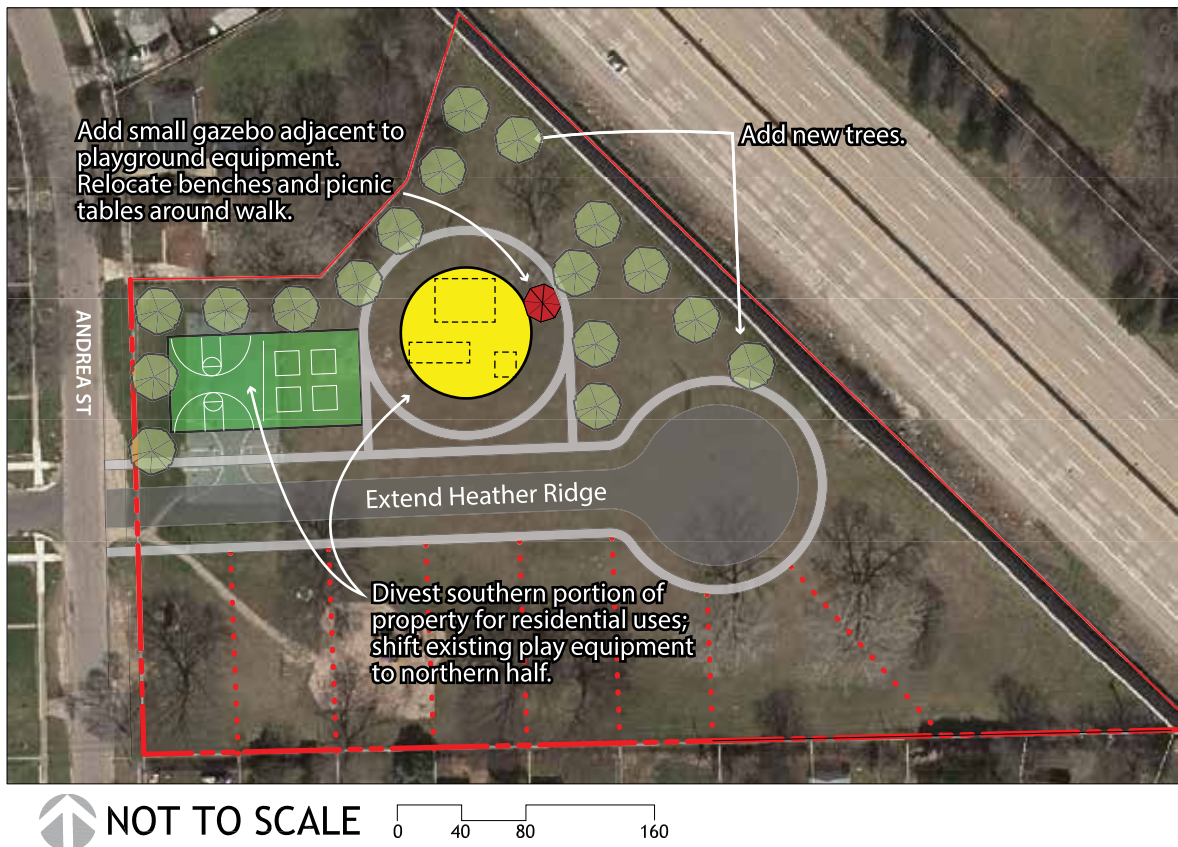 Add small gazebo adjacent to
playground equipment.
Relocate benches and picnic
tables around walk.
Add new trees.
ANDREA ST
Extend Heather Ridge
Divest southern portion of
property for residential uses;
shift existing play equipment
to northern half.
NOT TO SCALE
0 40 80 160